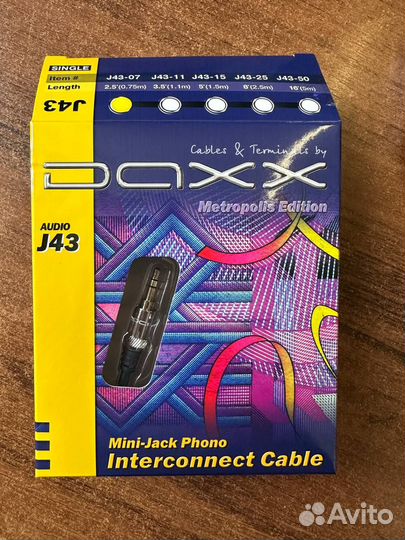 SINGLE
Item # J43-07 J43-11 J43-15 J43-25 J43-50
Length 2.5'(0.75m) 3.5'(1.1m) 5'(1.5m) 8'(2.5m) 16'(5m)
J43
Cables & Terminals by
DAXX
Metropolis Edition
AUDIO
J43
Mini-Jack Phono
Interconnect Cable
Avito